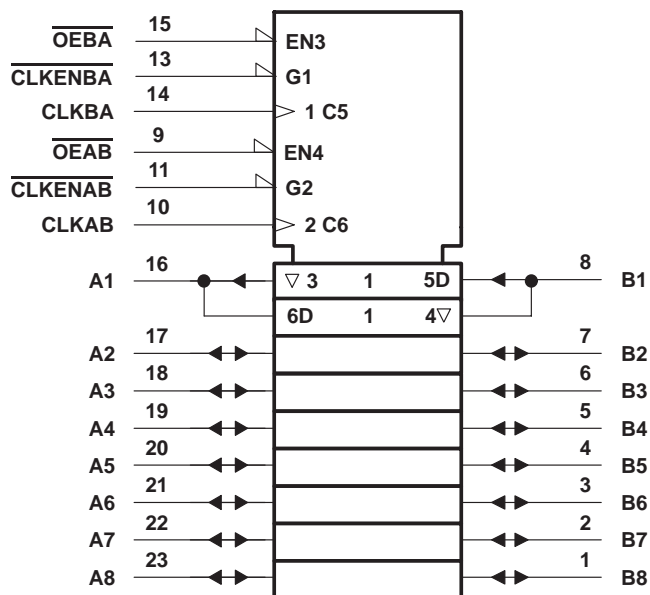 15
OEBA EN3
13
CLKENBA G1
14
CLKBA 1 C5
9
OEAB EN4
11
CLKENAB G2
10
CLKAB 2 C6
16 8
A1 ▽ 3 1 5D B1
6D 1 4▽
17 7
A2 B2
18 6
A3 B3
19 5
A4 B4
20 4
A5 B5
21 3
A6 B6
22 2
A7 B7
23 1
A8 B8